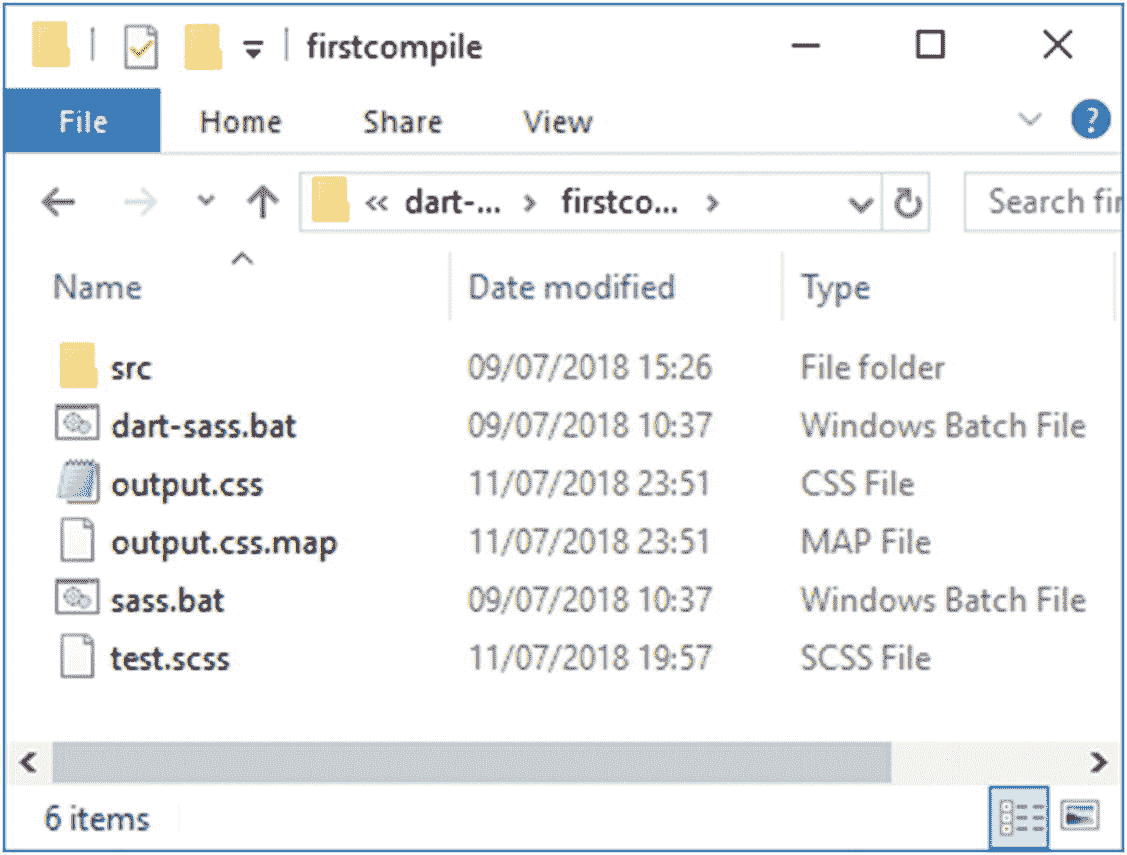 firstcompile
File Home Share View ?
« dart-... › firstco... › Search fir
Name Date modified Type
src 09/07/2018 15:26 File folder
dart-sass.bat 09/07/2018 10:37 Windows Batch File
output.css 11/07/2018 23:51 CSS File
output.css.map 11/07/2018 23:51 MAP File
sass.bat 09/07/2018 10:37 Windows Batch File
test.scss 11/07/2018 19:57 SCSS File
6 items